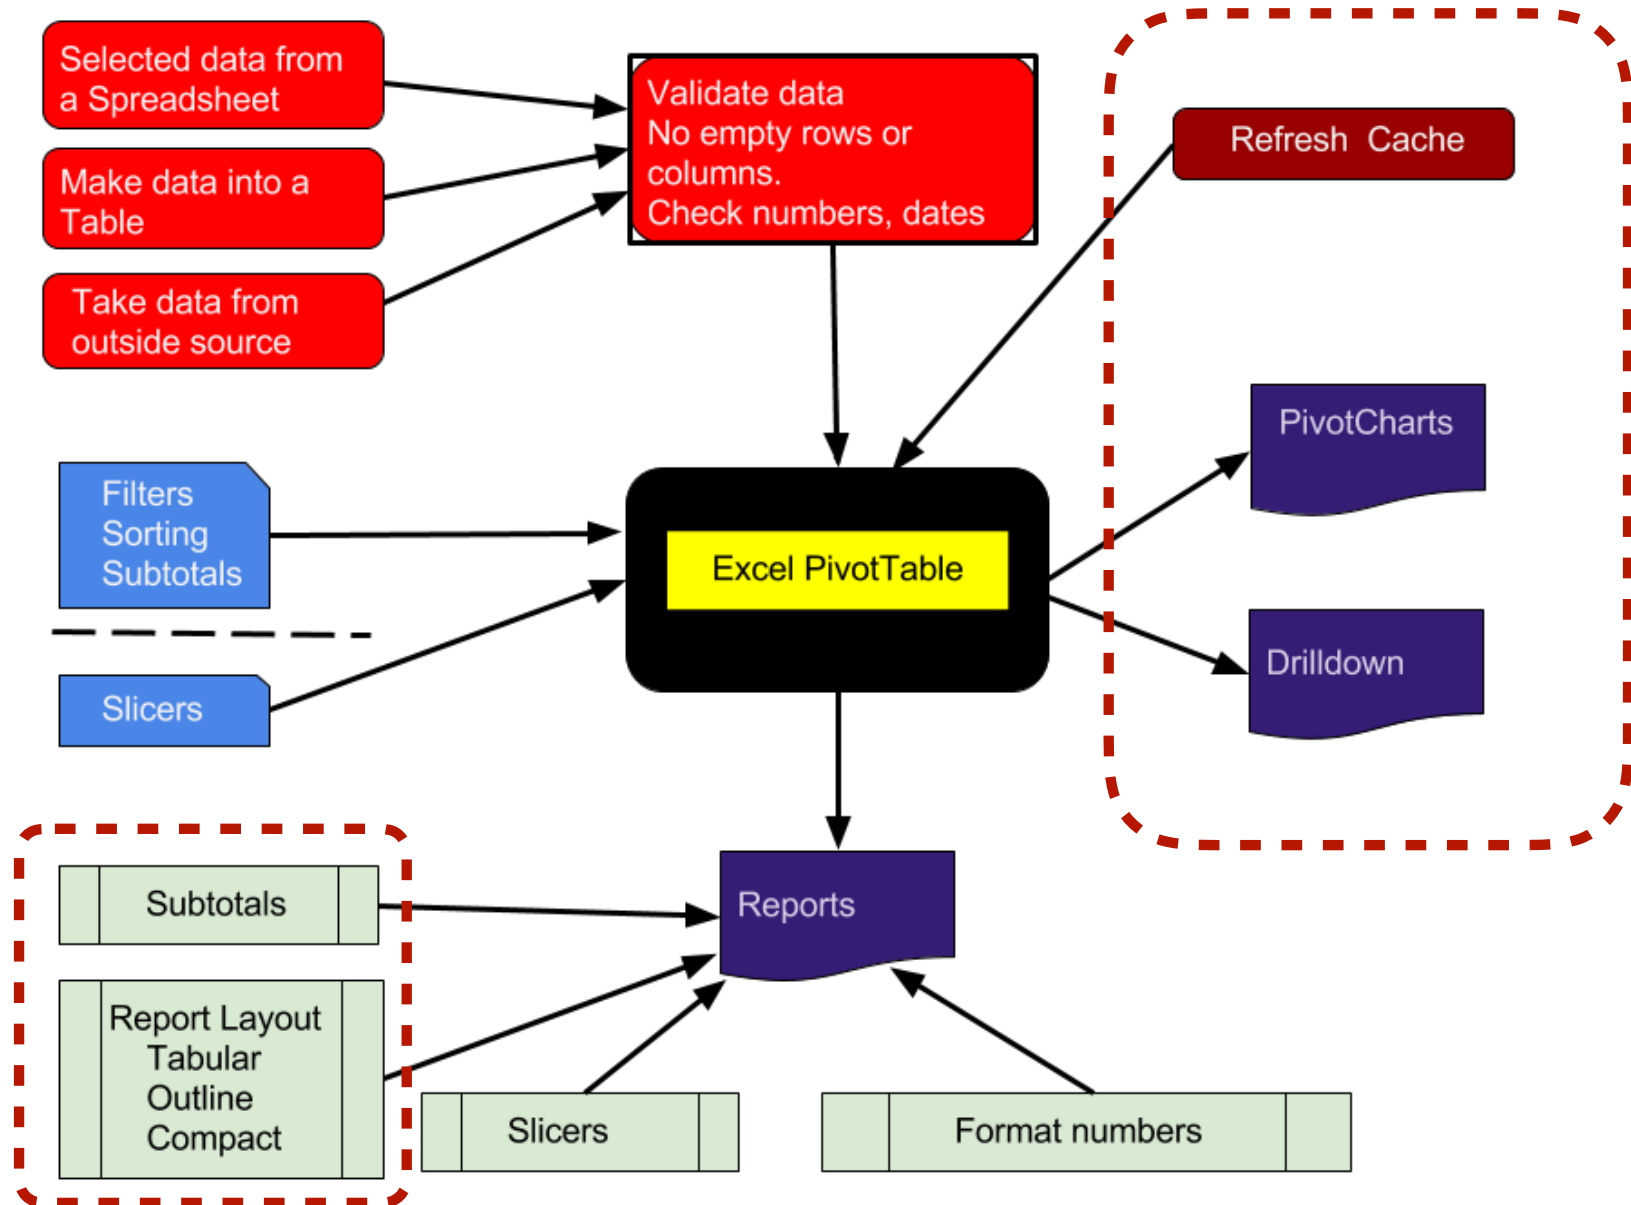 Selected data from
a Spreadsheet
Make data into a
Table
Take data from
outside source
Validate data
No empty rows or
columns.
Check numbers, dates
Refresh  Cache
PivotCharts
Filters
Sorting
Subtotals
Excel PivotTable
Drilldown
Slicers
Subtotals
Reports
Report Layout
Tabular
Outline
Compact
Slicers
Format numbers